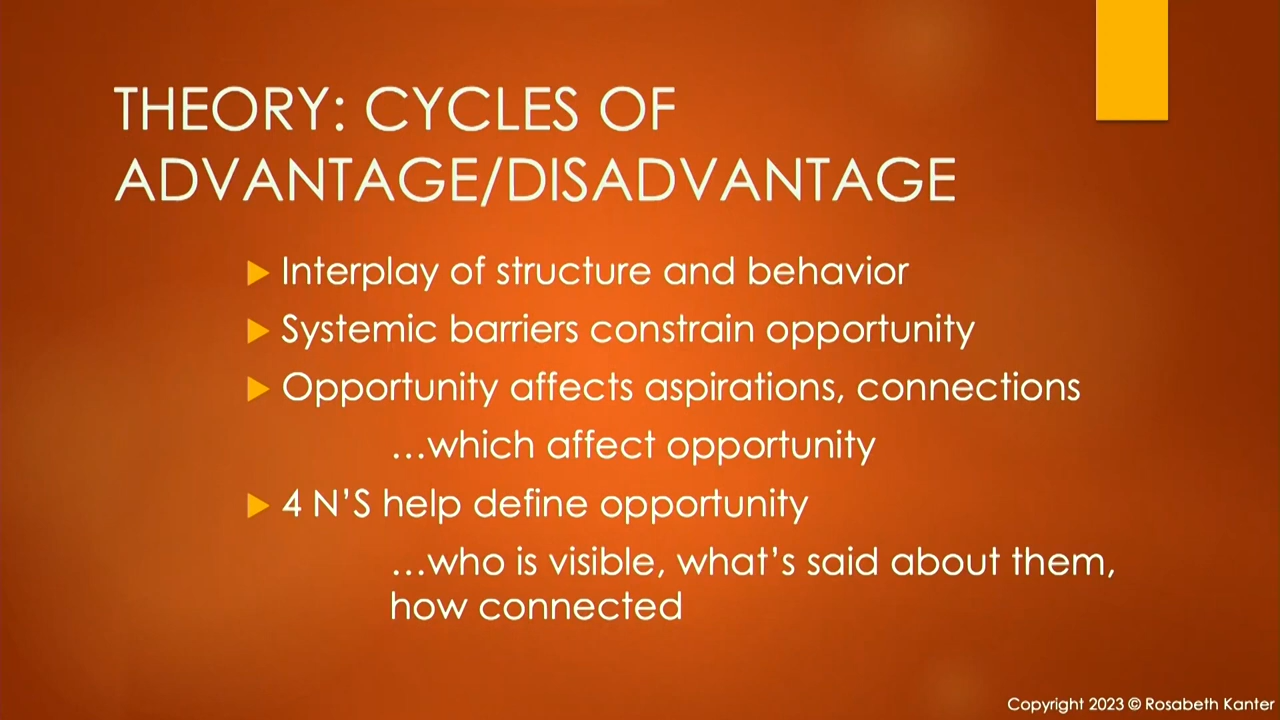 THEORY: CYCLES OF
ADVANTAGE/DISADVANTAGE
Interplay of structure and behavior
Systemic barriers constrain opportunity
Opportunity affects aspirations, connections
…which affect opportunity
4 N’S help define opportunity
…who is visible, what’s said about them,
how connected
Copyright 2023 © Rosabeth Kanter